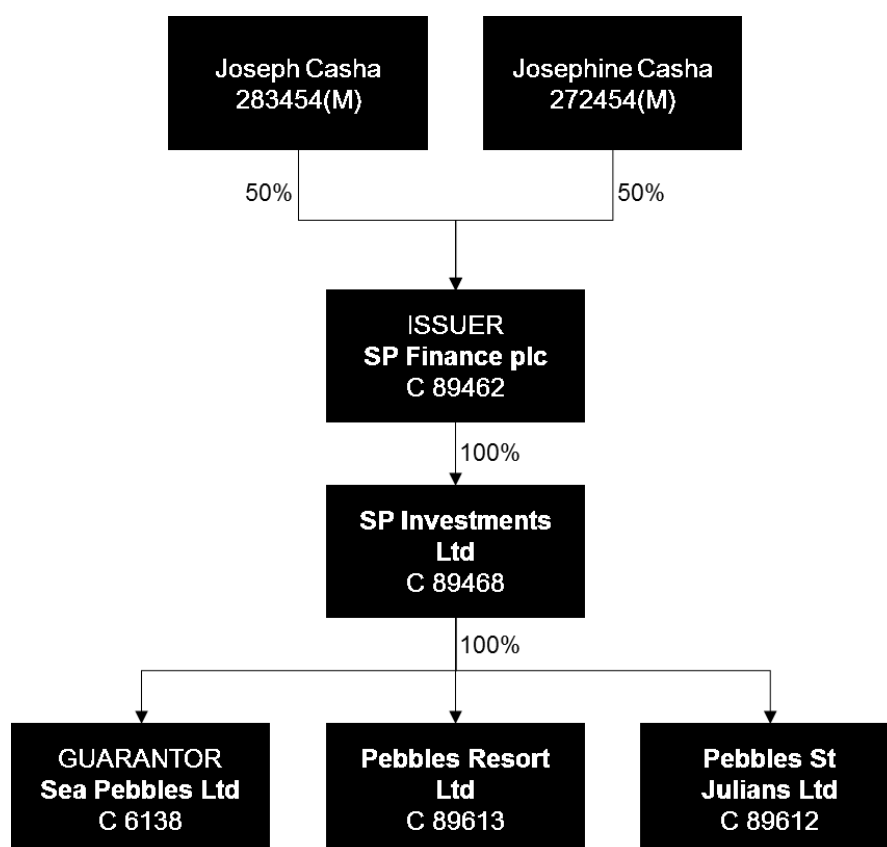 Joseph Casha
283454(M)
Josephine Casha
272454(M)
50%
50%
ISSUER
SP Finance plc
C 89462
100%
SP Investments
Ltd
C 89468
100%
GUARANTOR
Sea Pebbles Ltd
C 6138
Pebbles Resort
Ltd
C 89613
Pebbles St
Julians Ltd
C 89612